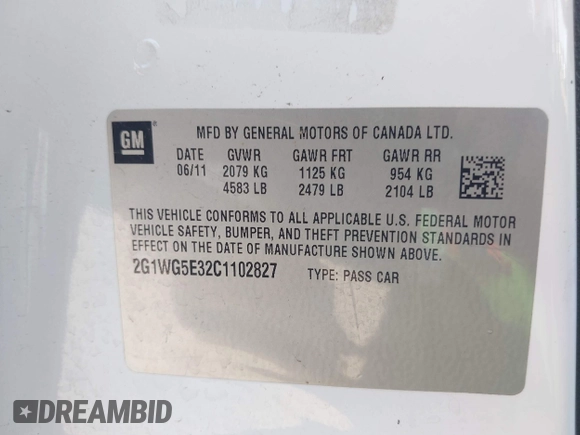 GM
MFD BY GENERAL MOTORS OF CANADA LTD.
DATE GVWR GAWR FRT GAWR RR
06/11 2079 KG 1125 KG 954 KG
4583 LB 2479 LB 2104 LB
THIS VEHICLE CONFORMS TO ALL APPLICABLE U.S. FEDERAL MOTOR
VEHICLE SAFETY, BUMPER, AND THEFT PREVENTION STANDARDS IN
EFFECT ON THE DATE OF MANUFACTURE SHOWN ABOVE.
2G1WG5E32C1102827 TYPE: PASS CAR
DREAMBID